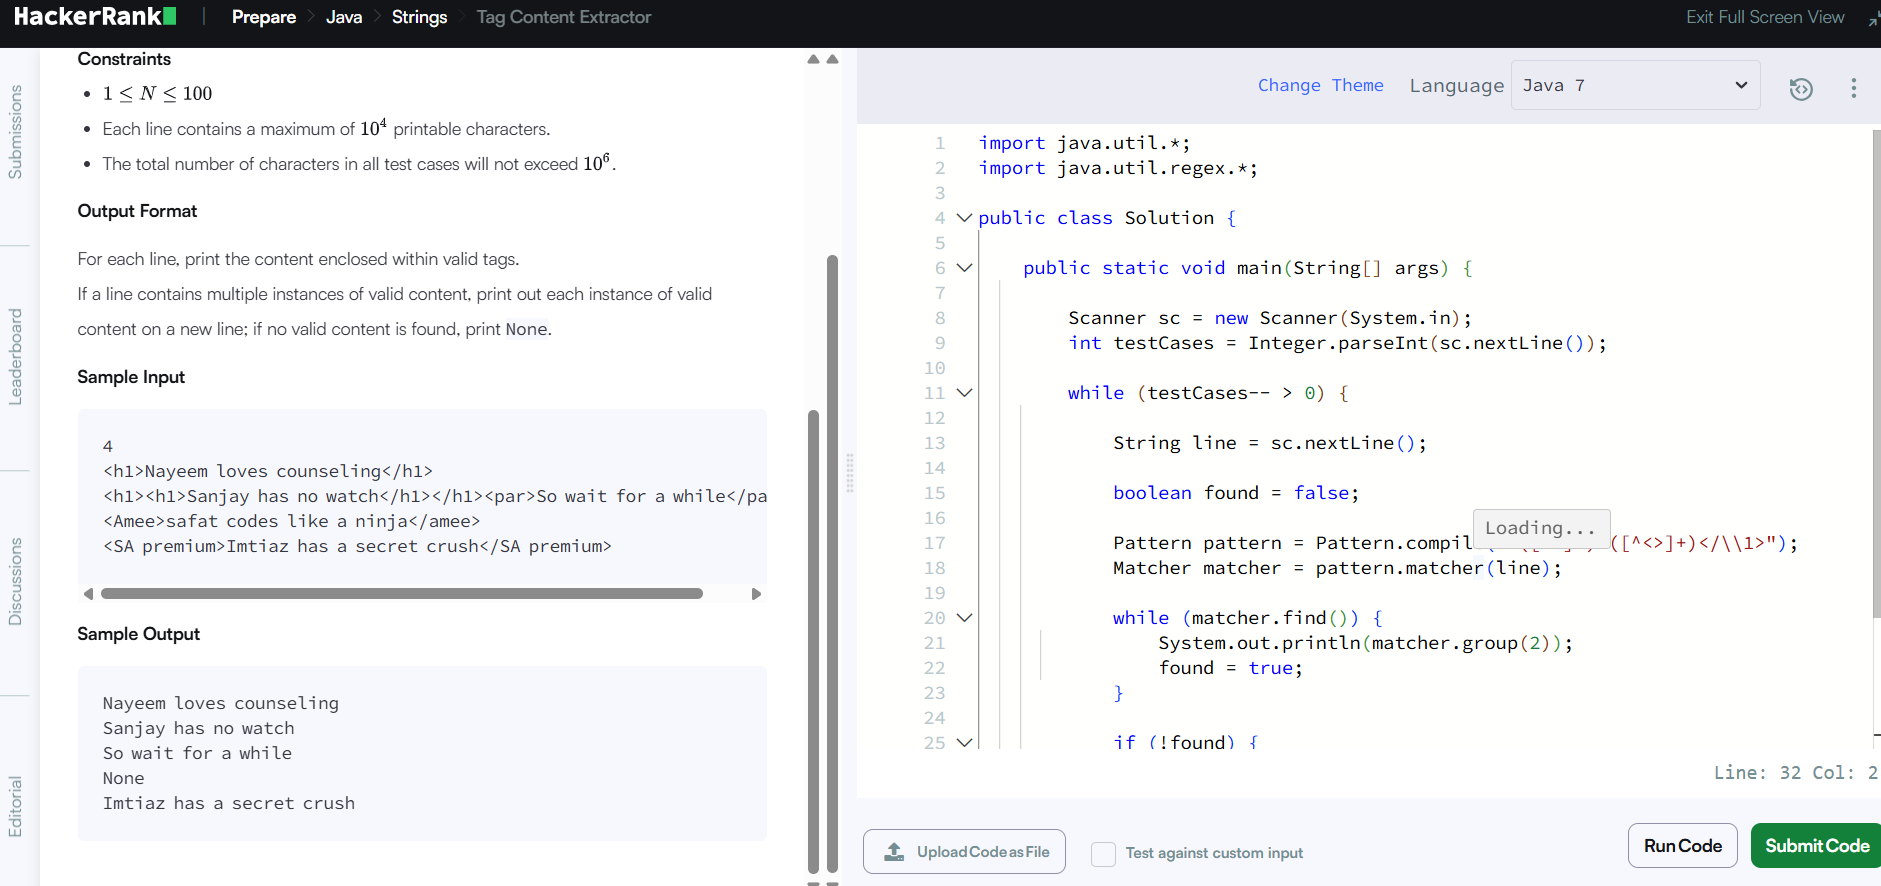 HackerRank | Prepare > Java > Strings > Tag Content Extractor
Exit Full Screen View
Submissions
Leaderboard
Discussions
Editorial
Constraints
• 1 ≤ N ≤ 100
• Each line contains a maximum of 10⁴ printable characters.
• The total number of characters in all test cases will not exceed 10⁶.
Output Format
For each line, print the content enclosed within valid tags.
If a line contains multiple instances of valid content, print out each instance of valid
content on a new line; if no valid content is found, print None.
Sample Input
4
<h1>Nayeem loves counseling</h1>
<h1><h1>Sanjay has no watch</h1></h1><par>So wait for a while</pa
<Amee>safat codes like a ninja</amee>
<SA premium>Imtiaz has a secret crush</SA premium>
Sample Output
Nayeem loves counseling
Sanjay has no watch
So wait for a while
None
Imtiaz has a secret crush
Change Theme Language Java 7
1 import java.util.*;
2 import java.util.regex.*;
3
4 public class Solution {
5
6 public static void main(String[] args) {
7
8 Scanner sc = new Scanner(System.in);
9 int testCases = Integer.parseInt(sc.nextLine());
10
11 while (testCases-- > 0) {
12
13 String line = sc.nextLine();
14
15 boolean found = false;
16
Loading...
17 Pattern pattern = Pattern.compil ([^<>]+)</\\1>");
18 Matcher matcher = pattern.matcher(line);
19
20 while (matcher.find()) {
21 System.out.println(matcher.group(2));
22 found = true;
23 }
24
25 if (!found) {
Line: 32 Col: 2
Upload Code as File
Test against custom input
Run Code
Submit Code